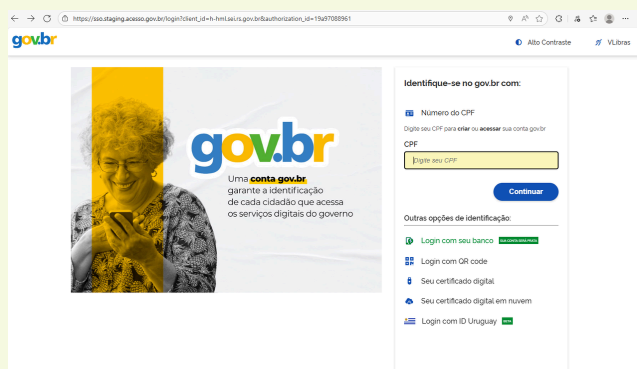 https://sso.staging.acesso.gov.br/login?client_id=h-hml.sei.rs.gov.br&authorization_id=19a97088961
gov.br
Alto Contraste
VLibras
gov.br
Uma conta gov.br
garante a identificação
de cada cidadão que acessa
os serviços digitais do governo
Identifique-se no gov.br com:
Número do CPF
Digite seu CPF para criar ou acessar sua conta gov.br
CPF
Digite seu CPF
Continuar
Outras opções de identificação:
Login com seu banco SUA CONTA SERÁ PRATA
Login com QR code
Seu certificado digital
Seu certificado digital em nuvem
Login com ID Uruguay